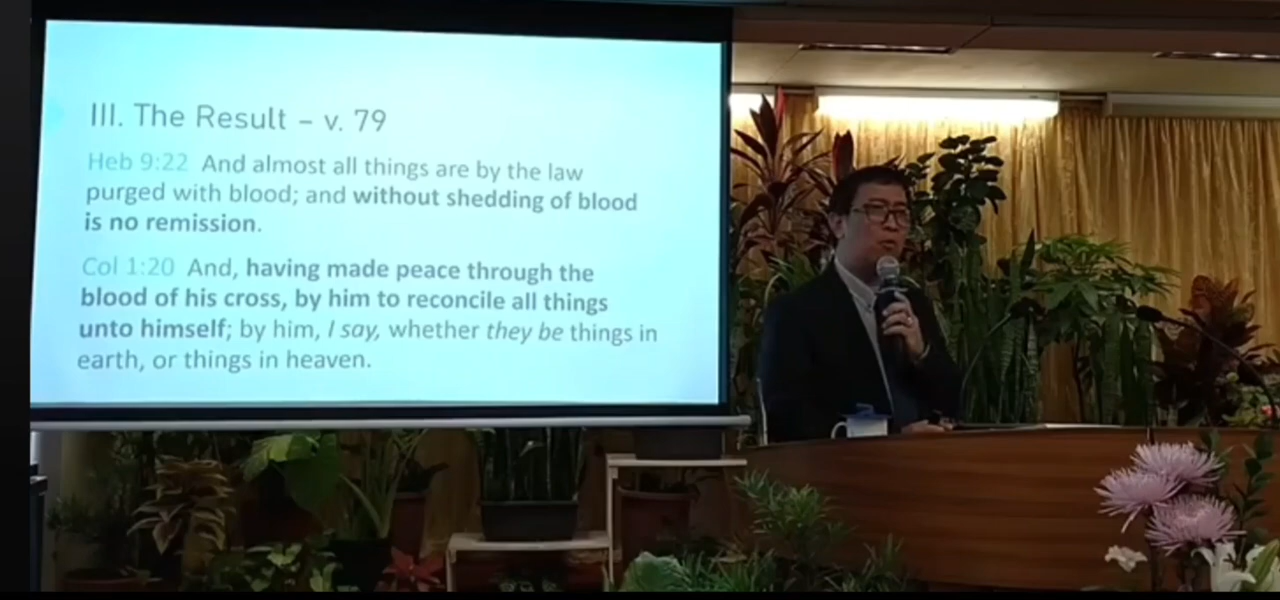 III. The Result – v. 79
Heb 9:22 And almost all things are by the law
purged with blood; and without shedding of blood
is no remission.
Col 1:20 And, having made peace through the
blood of his cross, by him to reconcile all things
unto himself; by him, I say, whether they be things in
earth, or things in heaven.